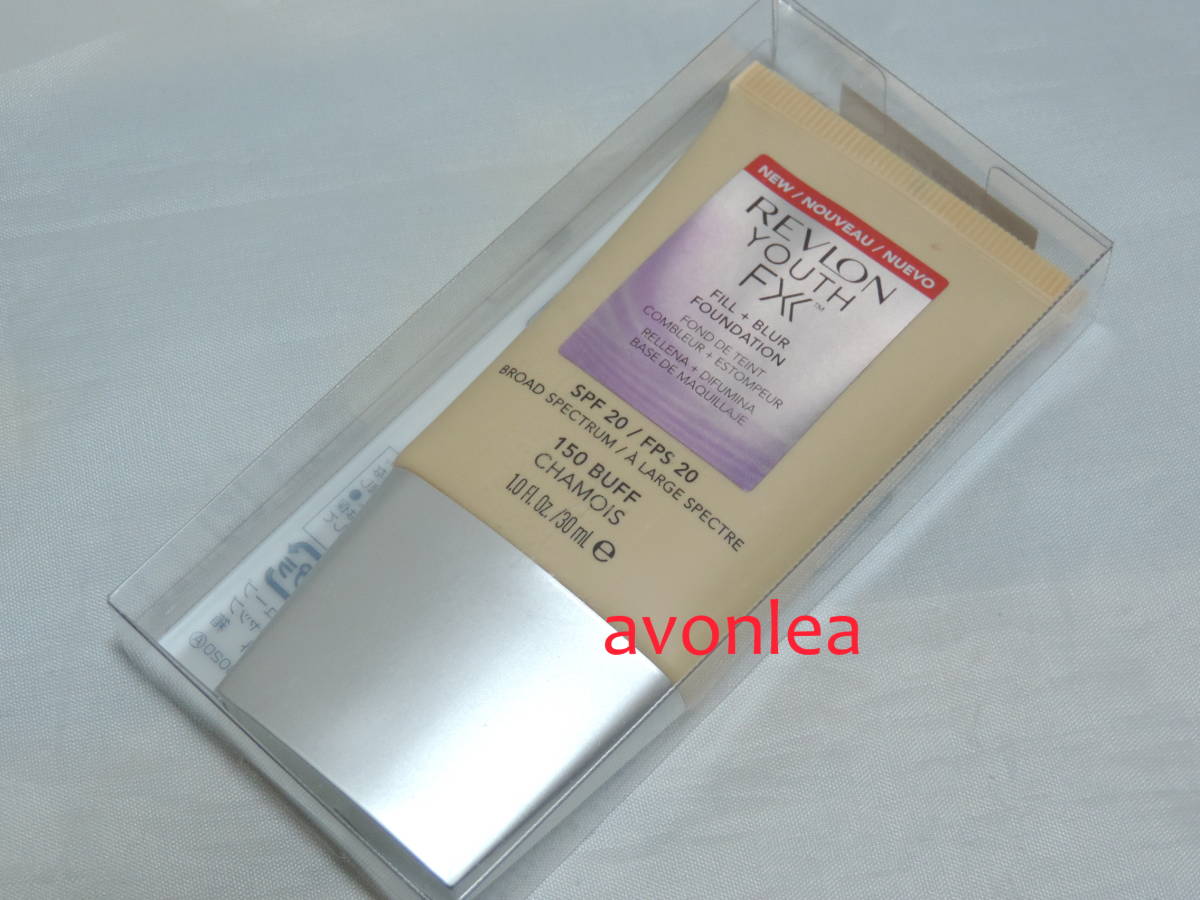 NEW / NOUVEAU / NUEVO
REVLON
YOUTH
FX™
FILL + BLUR
FOUNDATION
FOND DE TEINT
COMBLEUR + ESTOMPEUR
RELLENA + DIFUMINA
BASE DE MAQUILLAJE
SPF 20 / FPS 20
BROAD SPECTRUM / À LARGE SPECTRE
150 BUFF
CHAMOIS
1.0 Fl. Oz. / 30 mL e
avonlea